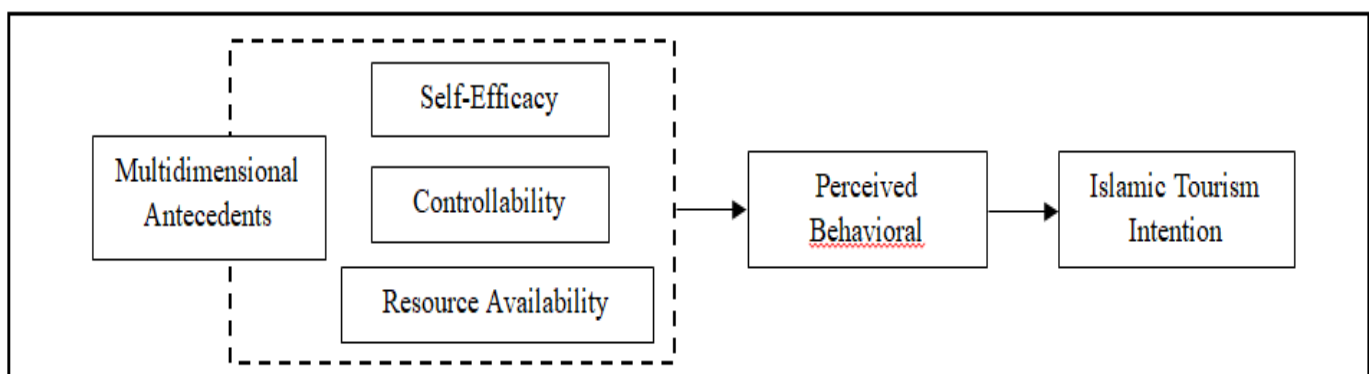 Multidimensional
Antecedents
Self-Efficacy
Controllability
Resource Availability
Perceived
Behavioral
Islamic Tourism
Intention